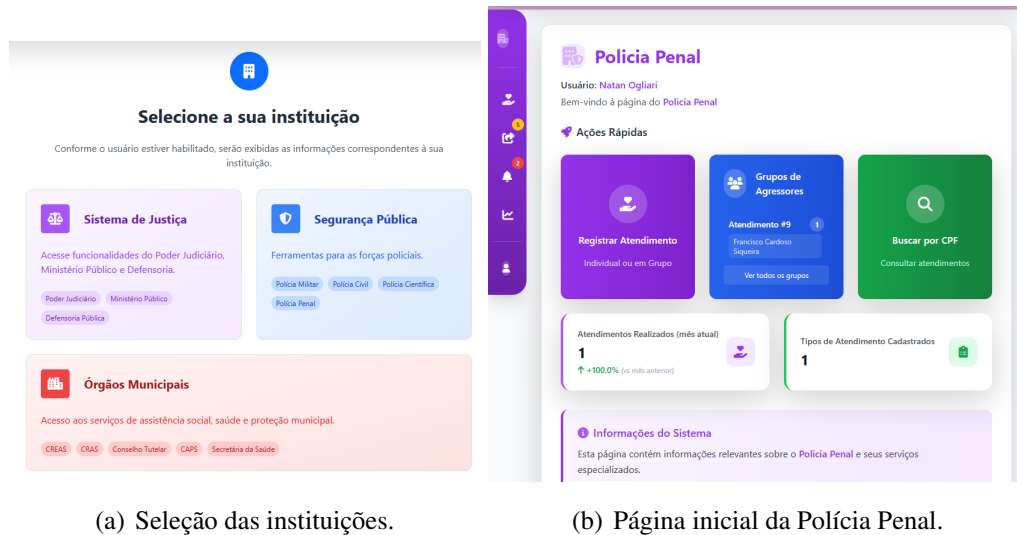 Selecione a sua instituição
Conforme o usuário estiver habilitado, serão exibidas as informações correspondentes à sua
instituição.
Sistema de Justiça
Acesse funcionalidades do Poder Judiciário,
Ministério Público e Defensoria.
Poder Judiciário
Ministério Público
Defensoria Pública
Segurança Pública
Ferramentas para as forças policiais.
Polícia Militar
Polícia Civil
Polícia Científica
Polícia Penal
Órgãos Municipais
Acesso aos serviços de assistência social, saúde e proteção municipal.
CREAS
CRAS
Conselho Tutelar
CAPS
Secretária da Saúde
(a) Seleção das instituições.
5
2
Policia Penal
Usuário: Natan Ogliari
Bem-vindo à página do Policia Penal
Ações Rápidas
Registrar Atendimento
Individual ou em Grupo
Grupos de
Agressores
Atendimento #9
1
Francisco Cardoso
Siqueira
Ver todos os grupos
Buscar por CPF
Consultar atendimentos
Atendimentos Realizados (mês atual)
1
+100,0% (vs mês anterior)
Tipos de Atendimento Cadastrados
1
Informações do Sistema
Esta página contém informações relevantes sobre o Policia Penal e seus serviços
especializados.
(b) Página inicial da Polícia Penal.